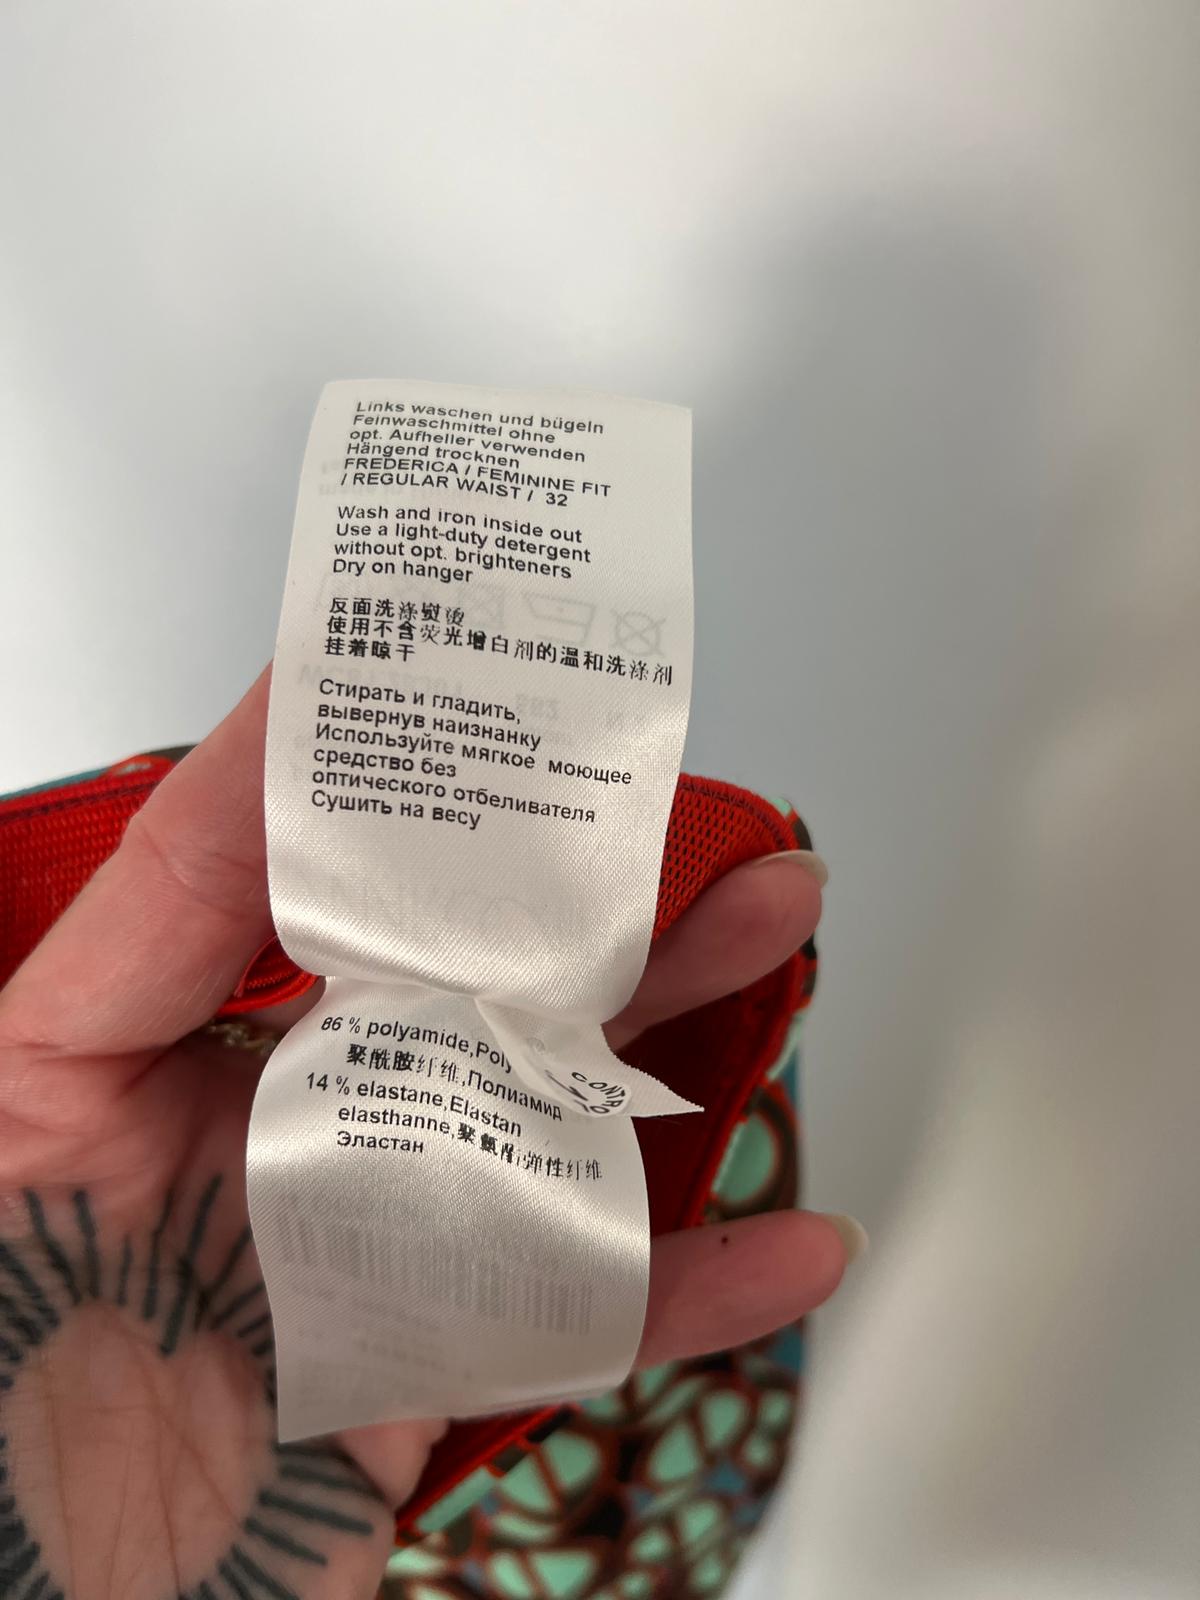 Links waschen und bügeln
Feinwaschmittel ohne
opt. Aufheller verwenden
Hängend trocknen
FREDERICA / FEMININE FIT
/ REGULAR WAIST / 32
Wash and iron inside out
Use a light-duty detergent
without opt. brighteners
Dry on hanger
反面洗涤熨烫
使用不含荧光增白剂的温和洗涤剂
挂着晾干
Стирать и гладить,
вывернув наизнанку
Используйте мягкое моющее
средство без
оптического отбеливателя
Сушить на весу
86 % polyamide,Poly
聚酰胺纤维,Полиамид
14 % elastane,Elastan
elasthanne,聚氨酯弹性纤维
Эластан